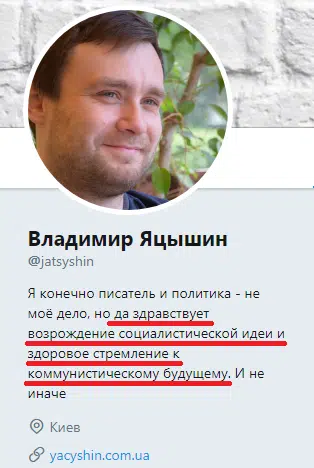 Владимир Яцышин
@jatsyshin
Я конечно писатель и политика - не
моё дело, но да здравствует
возрождение социалистической идеи и
здоровое стремление к
коммунистическому будущему. И не
иначе
Киев
yacyshin.com.ua